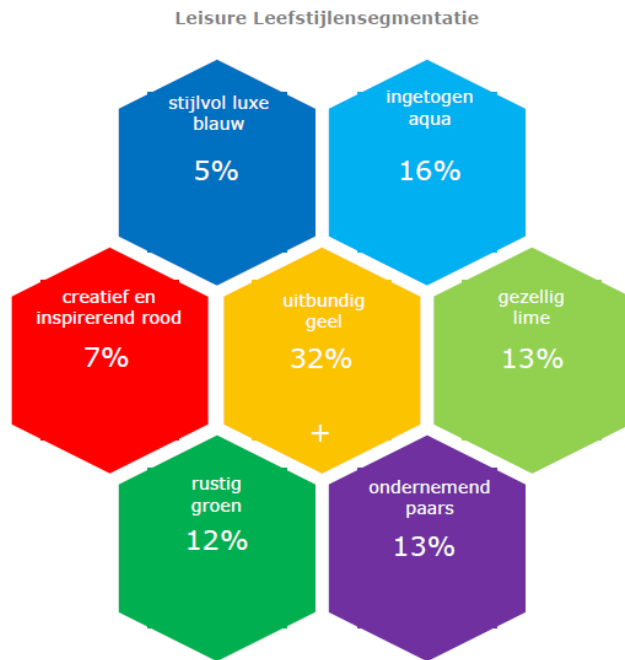 Leisure Leefstijlensegmentatie
stijlvol luxe
blauw
5%
ingetogen
aqua
16%
creatief en
inspirerend rood
7%
uitbundig
geel
32%
+
gezellig
lime
13%
rustig
groen
12%
ondernemend
paars
13%